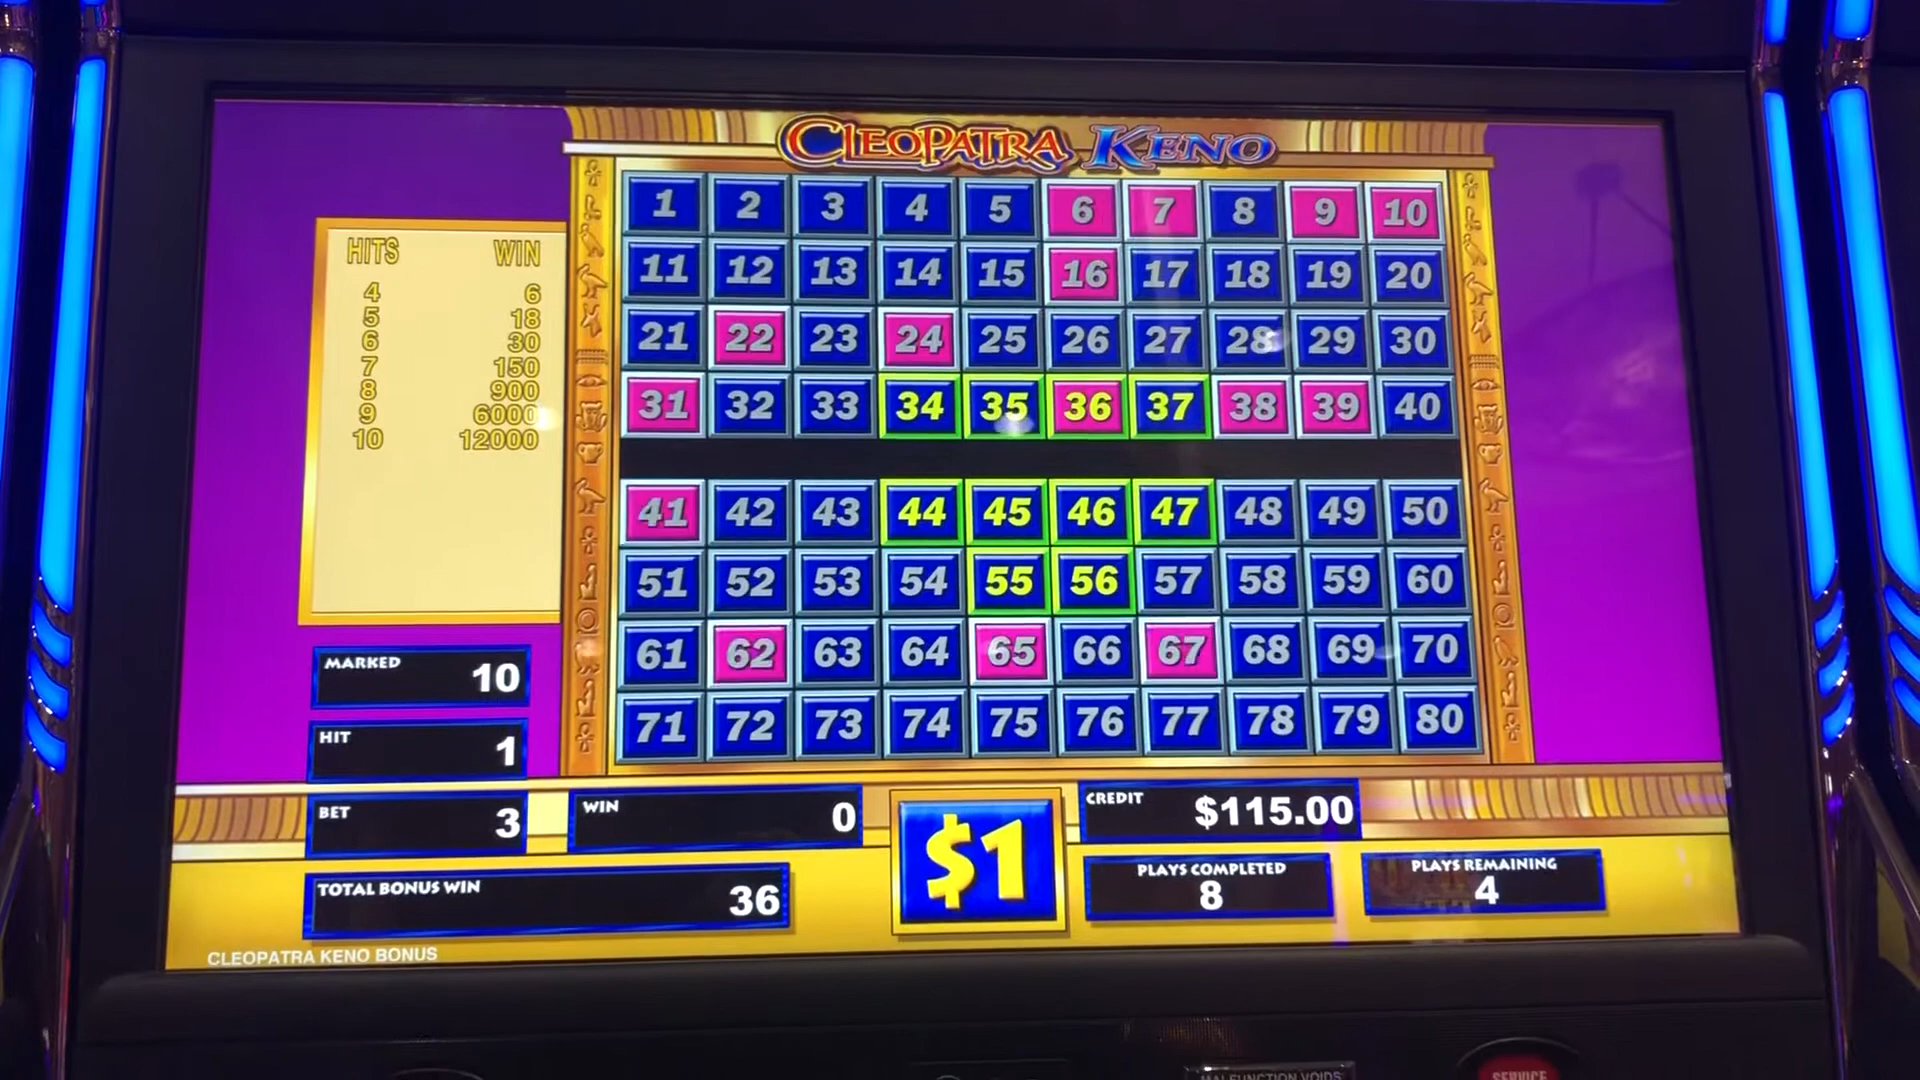 CLEOPATRA KENO
HITS WIN
4 6
5 18
6 30
7 150
8 900
9 6000
10 12000
1 2 3 4 5 6 7 8 9 10
11 12 13 14 15 16 17 18 19 20
21 22 23 24 25 26 27 28 29 30
31 32 33 34 35 36 37 38 39 40
41 42 43 44 45 46 47 48 49 50
51 52 53 54 55 56 57 58 59 60
61 62 63 64 65 66 67 68 69 70
71 72 73 74 75 76 77 78 79 80
MARKED 10
HIT 1
BET 3
WIN 0
$1
CREDIT $115.00
TOTAL BONUS WIN 36
PLAYS COMPLETED
8
PLAYS REMAINING
4
CLEOPATRA KENO BONUS
MALFUNCTION VOIDS
SERVICE